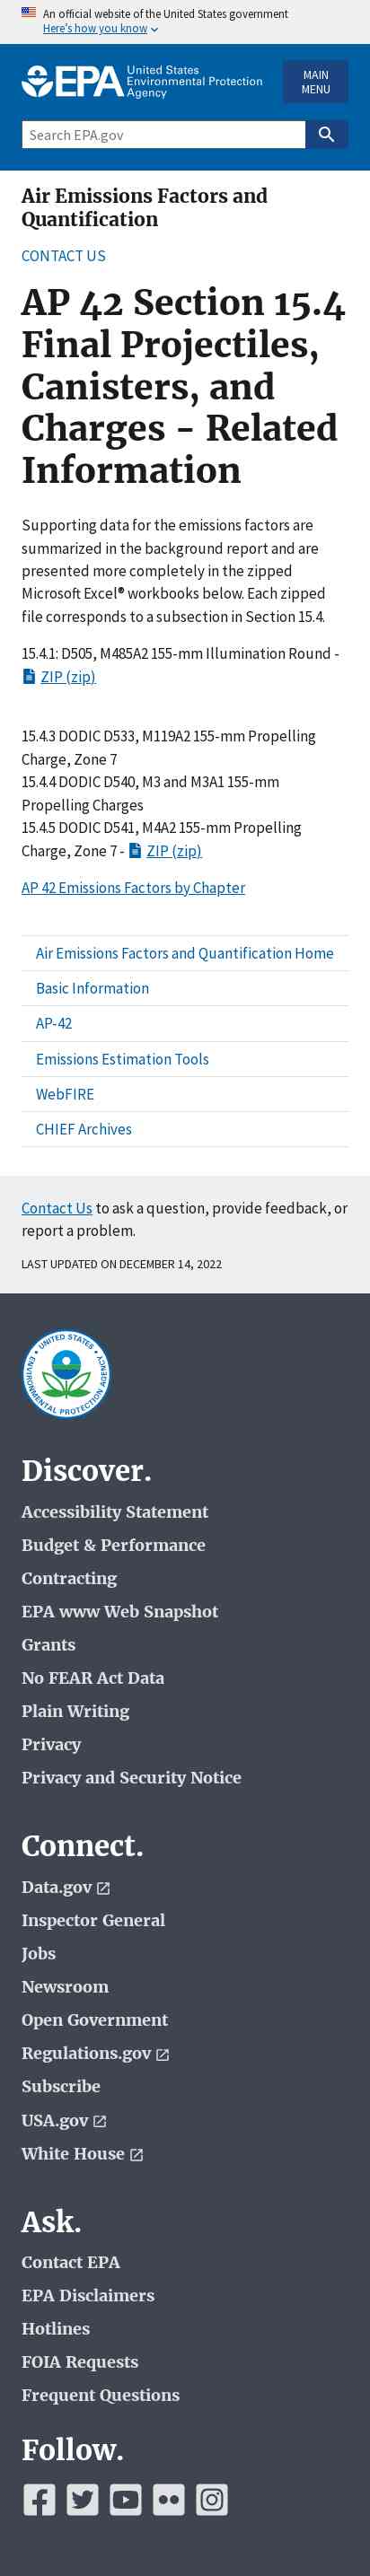 An official website of the United States government
Here's how you know
EPA United States
Environmental Protection
Agency
MAIN
MENU
Search EPA.gov
Air Emissions Factors and
Quantification
CONTACT US
AP 42 Section 15.4
Final Projectiles,
Canisters, and
Charges - Related
Information
Supporting data for the emissions factors are
summarized in the background report and are
presented more completely in the zipped
Microsoft Excel® workbooks below. Each zipped
file corresponds to a subsection in Section 15.4.
15.4.1: D505, M485A2 155-mm Illumination Round -
ZIP (zip)
15.4.3 DODIC D533, M119A2 155-mm Propelling
Charge, Zone 7
15.4.4 DODIC D540, M3 and M3A1 155-mm
Propelling Charges
15.4.5 DODIC D541, M4A2 155-mm Propelling
Charge, Zone 7 - ZIP (zip)
AP 42 Emissions Factors by Chapter
Air Emissions Factors and Quantification Home
Basic Information
AP-42
Emissions Estimation Tools
WebFIRE
CHIEF Archives
Contact Us to ask a question, provide feedback, or
report a problem.
LAST UPDATED ON DECEMBER 14, 2022
UNITED STATES
ENVIRONMENTAL PROTECTION AGENCY
Discover.
Accessibility Statement
Budget & Performance
Contracting
EPA www Web Snapshot
Grants
No FEAR Act Data
Plain Writing
Privacy
Privacy and Security Notice
Connect.
Data.gov
Inspector General
Jobs
Newsroom
Open Government
Regulations.gov
Subscribe
USA.gov
White House
Ask.
Contact EPA
EPA Disclaimers
Hotlines
FOIA Requests
Frequent Questions
Follow.